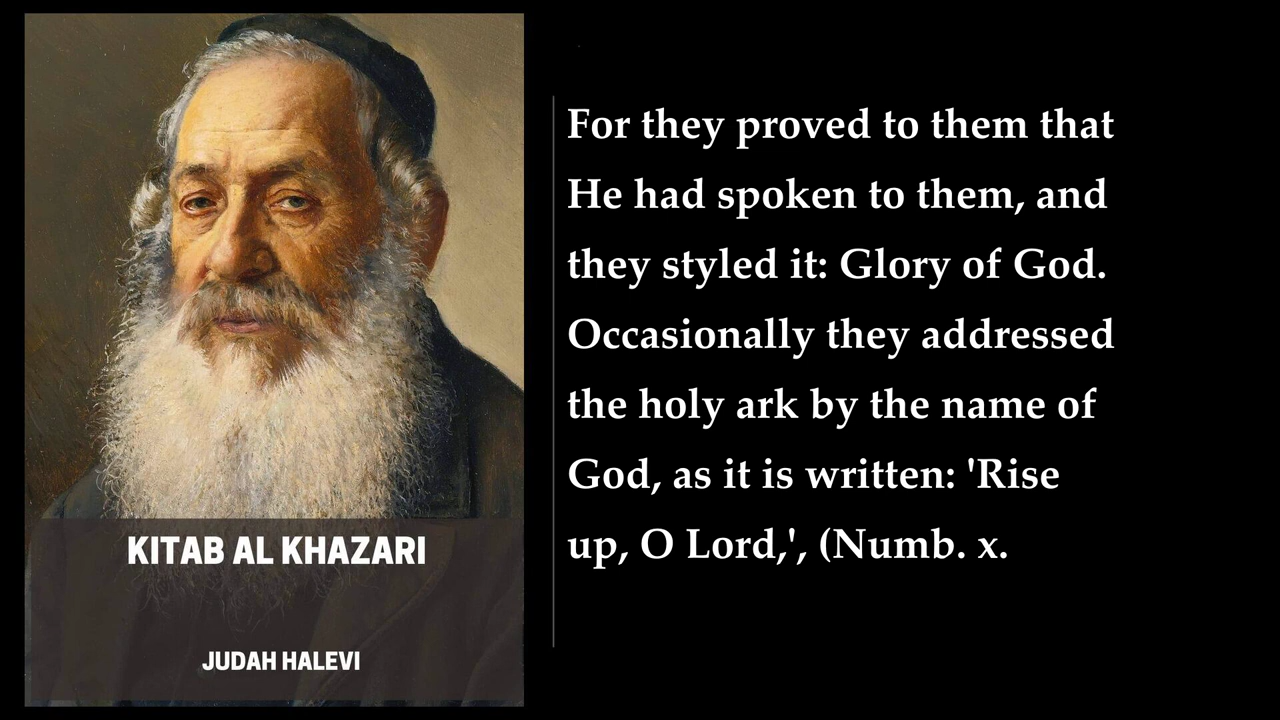 KITAB AL KHAZARI
JUDAH HALEVI
For they proved to them that
He had spoken to them, and
they styled it: Glory of God.
Occasionally they addressed
the holy ark by the name of
God, as it is written: 'Rise
up, O Lord,', (Numb. x.